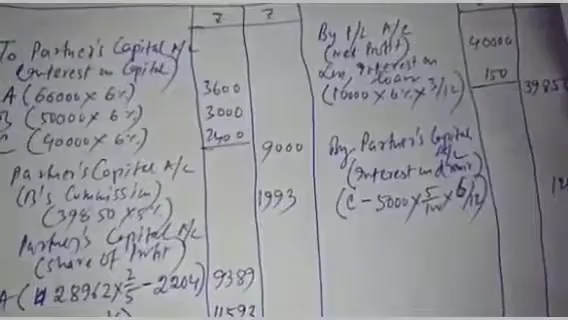 ₹ ₹
To Partner's Capital A/c
(Interest on Capital)
A (60000 x 6%) 3600
B (50000 x 6%) 3000
C (40000 x 6%) 2400
9000
Partner's Capital A/c
(B's Commission) 1993
(39850 x 5%)
Partner's Capital A/c
(Share of Profit)
A (28962 x 2/5 - 2204) 9389
11592
By P/L A/c
(Net Profit) 40000
Less, Interest on
Loan 150
(10000 x 6% x 3/12) 3985
By, Partner's Capital
A/c
(Interest on
(C - 5000 x 5/100 x 6/12) 12